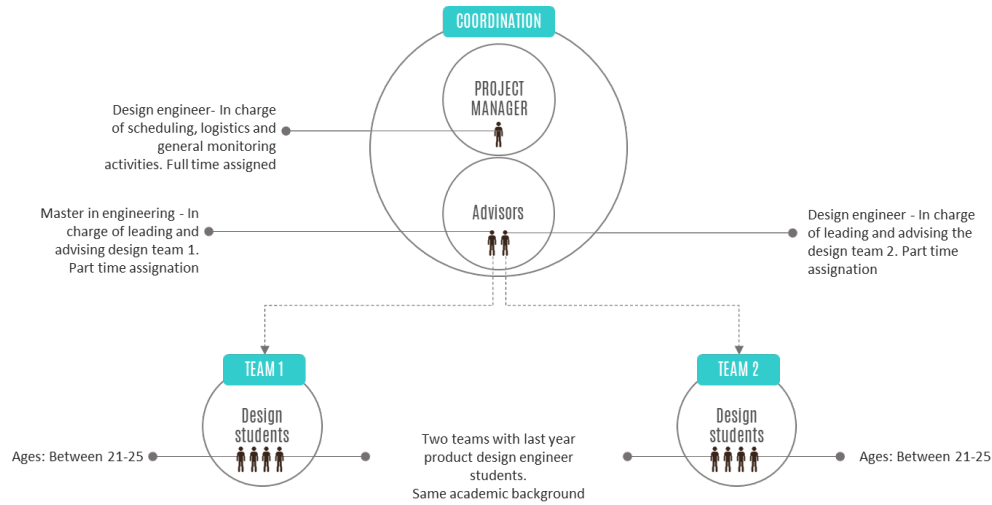 COORDINATION
PROJECT
MANAGER
Design engineer- In charge
of scheduling, logistics and
general monitoring
activities. Full time assigned
Advisors
Master in engineering - In
charge of leading and
advising design team 1.
Part time assignation
Design engineer - In charge
of leading and advising the
design team 2. Part time
assignation
TEAM 1
Design
students
Ages: Between 21-25
Two teams with last year
product design engineer
students.
Same academic background
TEAM 2
Design
students
Ages: Between 21-25